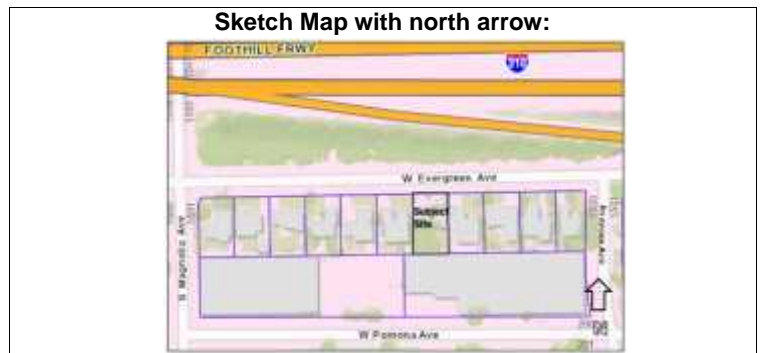 Sketch Map with north arrow:
FOOTHILL FRWY
210
W Evergreen Ave
Subject
Site
S Magnolia Ave
W Pomona Ave